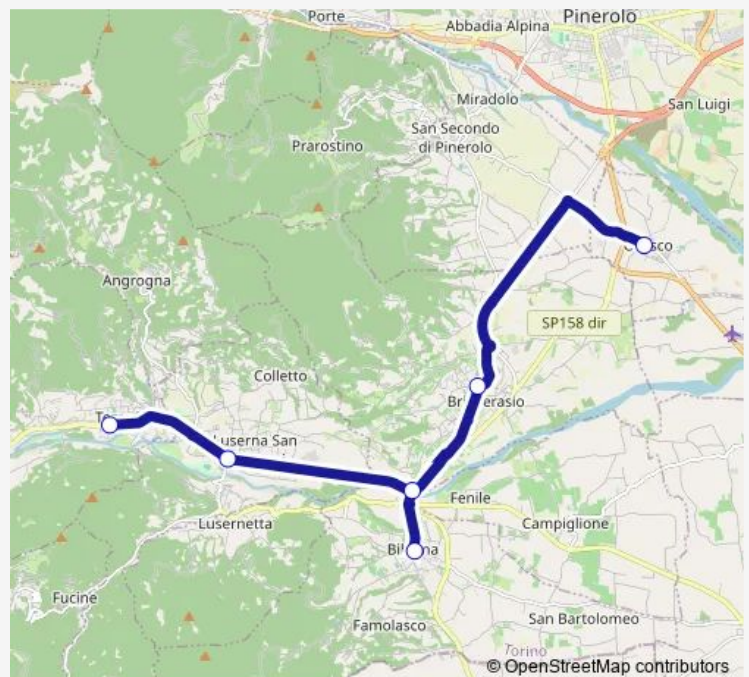 Porte
Pinerolo
Abbadia Alpina
Miradolo
San Luigi
San Secondo
di Pinerolo
Prarostino
Angrogna
SP158 dir
Colletto
Luserna San
Lusernetta
Fenile
Campiglione
Fucine
San Bartolomeo
Famolasco
Torino
© OpenStreetMap contributors